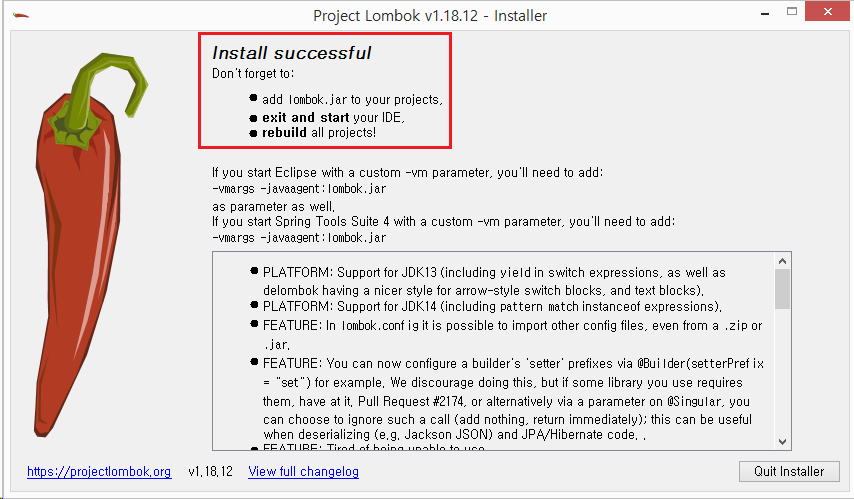 Project Lombok v1.18.12 - Installer
Install successful
Don't forget to:
● add lombok.jar to your projects,
● exit and start your IDE,
● rebuild all projects!
If you start Eclipse with a custom -vm parameter, you'll need to add:
-vmargs -javaagent:lombok.jar
as parameter as well.
If you start Spring Tools Suite 4 with a custom -vm parameter, you'll need to add:
-vmargs -javaagent:lombok.jar
● PLATFORM: Support for JDK13 (including yield in switch expressions, as well as
delombok having a nicer style for arrow-style switch blocks, and text blocks).
● PLATFORM: Support for JDK14 (including pattern match instanceof expressions).
● FEATURE: In lombok.conf ig it is possible to import other config files, even from a .zip or
.jar.
● FEATURE: You can now configure a builder's 'setter' prefixes via @Builder(setterPref ix
= "set") for example. We discourage doing this, but if some library you use requires
them, have at it. Pull Request #2174, or alternatively via a parameter on @Singular, you
can choose to ignore such a call (add nothing, return immediately); this can be useful
when deserializing (e.g. Jackson JSON) and JPA/Hibernate code. .
● FEATURE: Tired of being unable to use
https://projectlombok.org v1.18.12 View full changelog Quit Installer